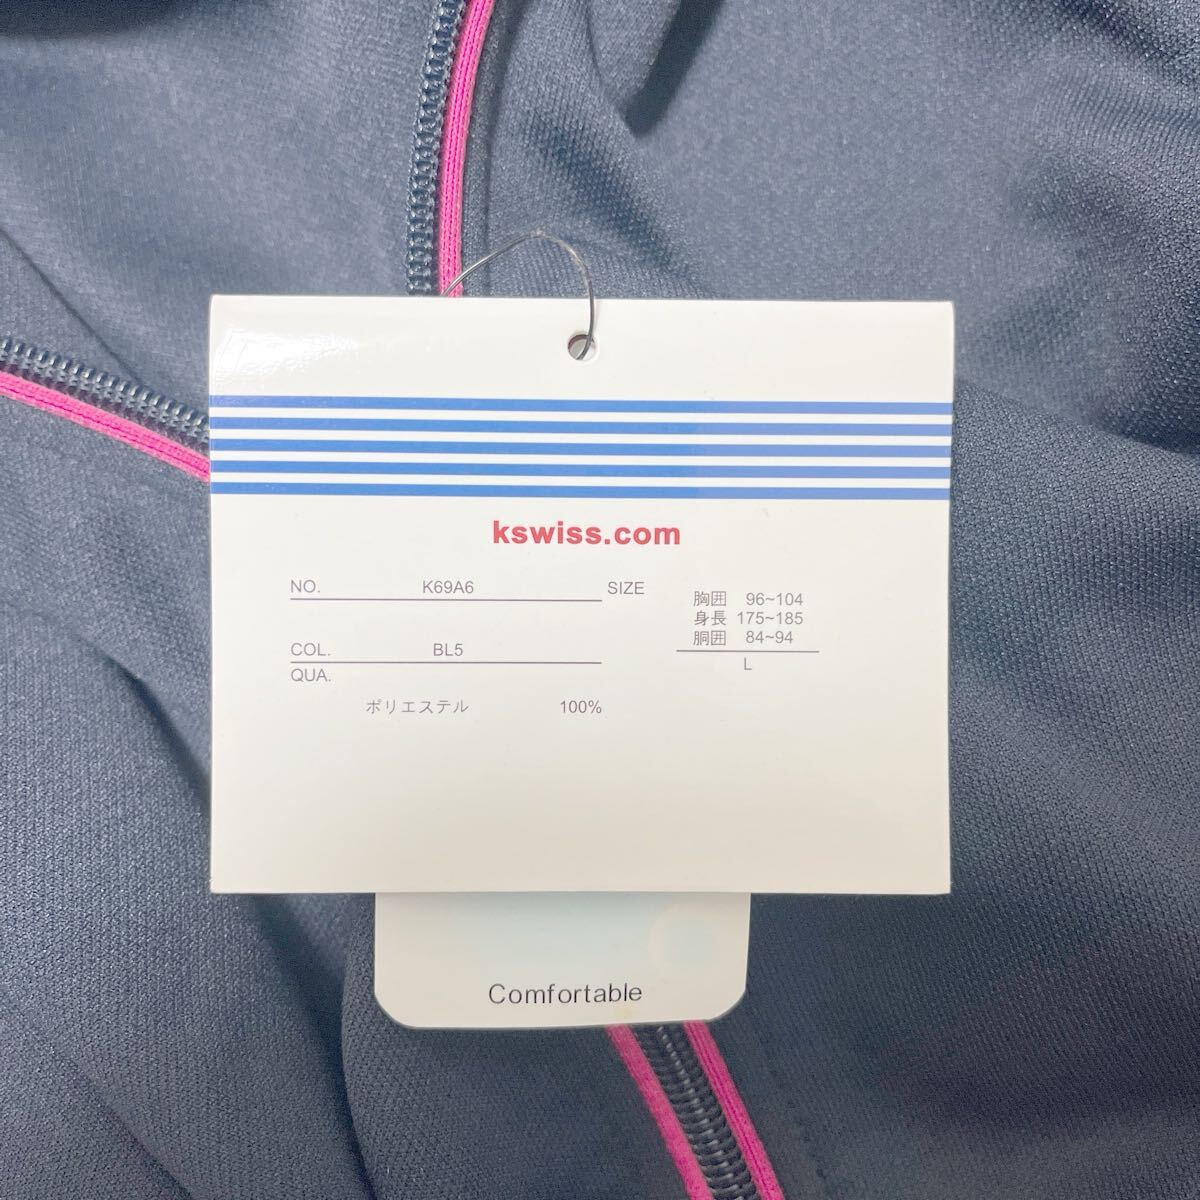 kswiss.com
NO. K69A6 SIZE
胸囲 96~104
身長 175~185
胴囲 84~94
L
COL. BL5
QUA.
ポリエステル 100%
Comfortable